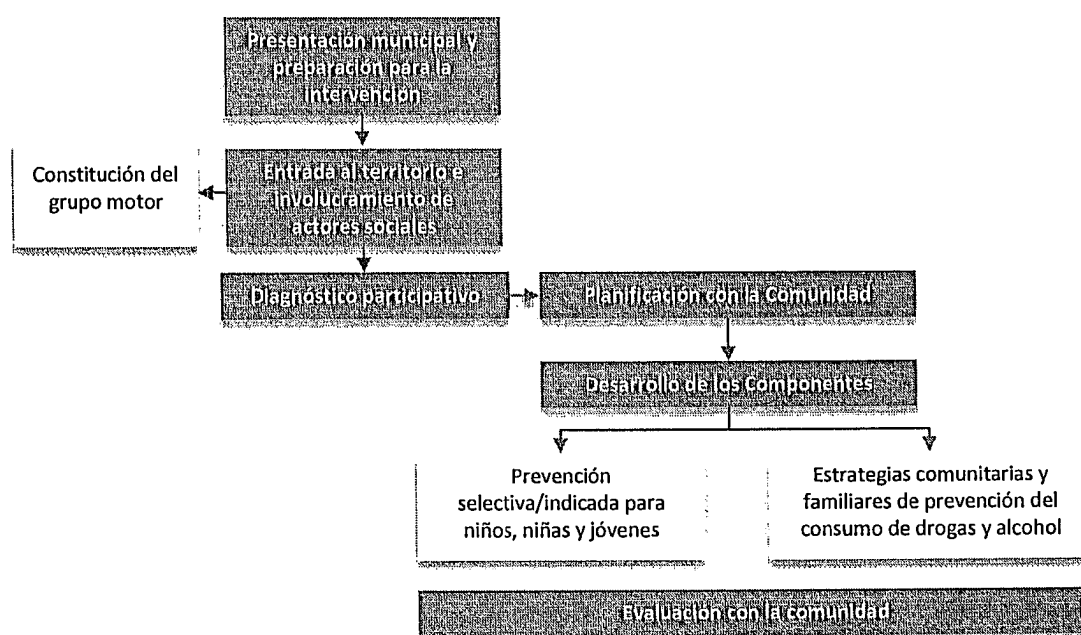 Presentación municipal y
preparación para la
intervención
Constitución del
grupo motor
Entrada al territorio e
involucramiento de
actores sociales
Diagnóstico participativo
Planificación con la Comunidad
Desarrollo de los Componentes
Prevención
selectiva/indicada para
niños, niñas y jóvenes
Estrategias comunitarias y
familiares de prevención del
consumo de drogas y alcohol
Evaluación con la comunidad